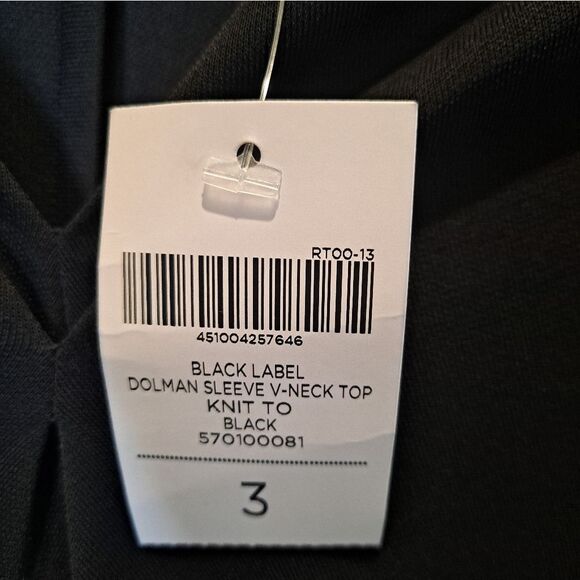 RT00-13
451004257646
BLACK LABEL
DOLMAN SLEEVE V-NECK TOP
KNIT TO
BLACK
570100081
3